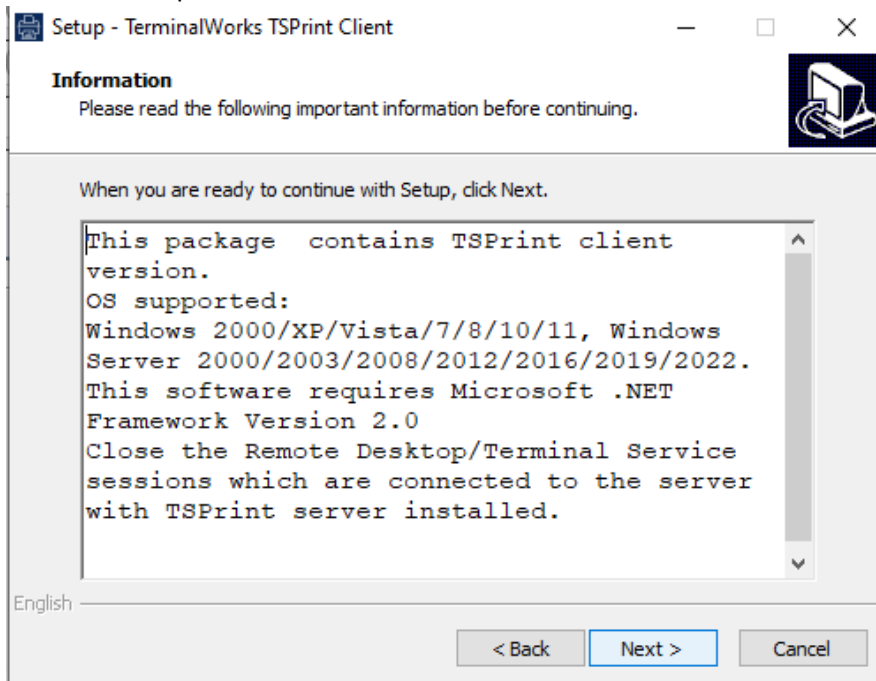 Setup - TerminalWorks TSPrint Client
Information
Please read the following important information before continuing.
When you are ready to continue with Setup, click Next.
This package  contains TSPrint client
version.
OS supported:
Windows 2000/XP/Vista/7/8/10/11, Windows
Server 2000/2003/2008/2012/2016/2019/2022.
This software requires Microsoft .NET
Framework Version 2.0
Close the Remote Desktop/Terminal Service
sessions which are connected to the server
with TSPrint server installed.
English
< Back
Next >
Cancel